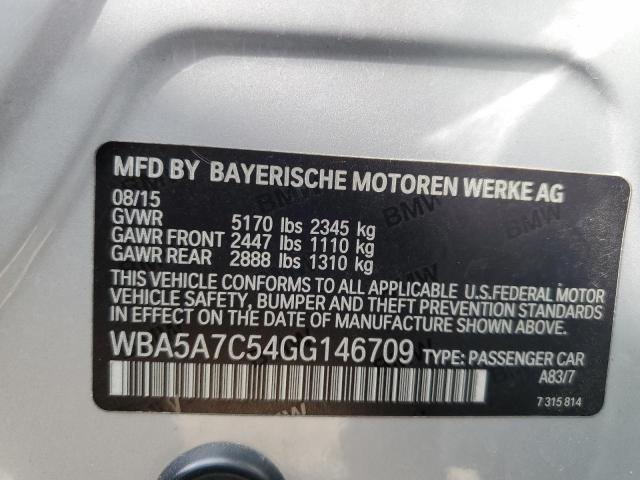 MFD BY BAYERISCHE MOTOREN WERKE AG
08/15
GVWR 5170 lbs 2345 kg
GAWR FRONT 2447 lbs 1110 kg
GAWR REAR 2888 lbs 1310 kg
THIS VEHICLE CONFORMS TO ALL APPLICABLE U.S.FEDERAL MOTOR
VEHICLE SAFETY, BUMPER AND THEFT PREVENTION STANDARDS
IN EFFECT ON THE DATE OF MANUFACTURE SHOWN ABOVE.
WBA5A7C54GG146709 TYPE: PASSENGER CAR
A83/7
7 315 814